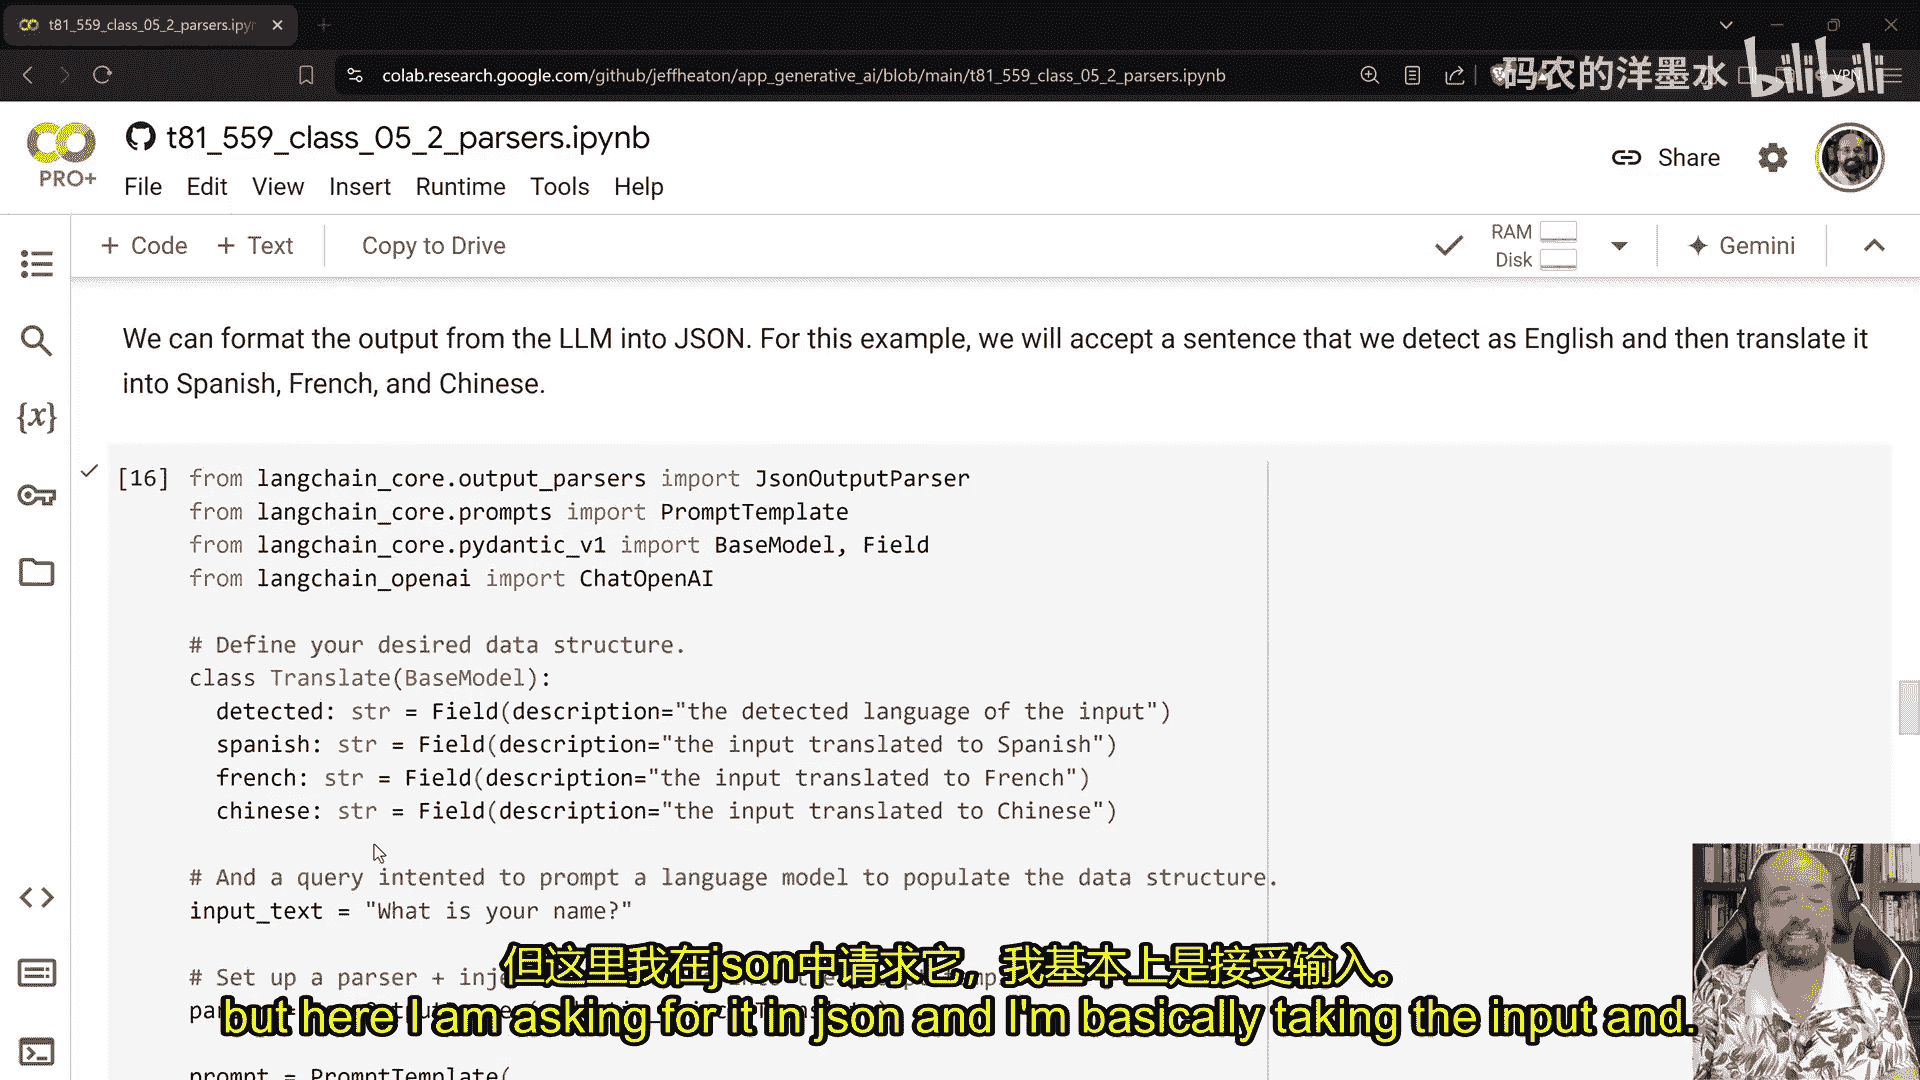 t81_559_class_05_2_parsers.ipyn
colab.research.google.com/github/jeffheaton/app_generative_ai/blob/main/t81_559_class_05_2_parsers.ipynb
VPN
码农的洋墨水 bilibili
PRO+
t81_559_class_05_2_parsers.ipynb
File Edit View Insert Runtime Tools Help
Share
+ Code + Text Copy to Drive
RAM
Disk
Gemini
We can format the output from the LLM into JSON. For this example, we will accept a sentence that we detect as English and then translate it
into Spanish, French, and Chinese.
[16] from langchain_core.output_parsers import JsonOutputParser
from langchain_core.prompts import PromptTemplate
from langchain_core.pydantic_v1 import BaseModel, Field
from langchain_openai import ChatOpenAI
# Define your desired data structure.
class Translate(BaseModel):
detected: str = Field(description="the detected language of the input")
spanish: str = Field(description="the input translated to Spanish")
french: str = Field(description="the input translated to French")
chinese: str = Field(description="the input translated to Chinese")
# And a query intented to prompt a language model to populate the data structure.
input_text = "What is your name?"
# Set up a parser + inj
但这里我在json中请求它，我基本上是接受输入。
but here I am asking for it in json and I'm basically taking the input and.
prompt = PromptTemplate(